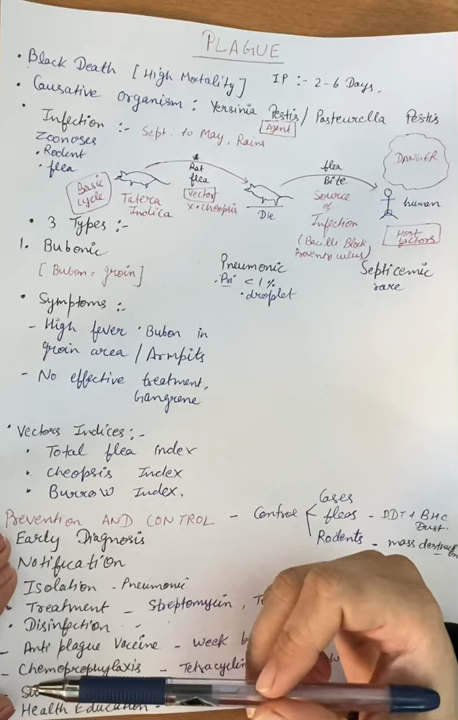 PLAGUE
• Black Death [High Mortality] IP :- 2-6 Days.
• Causative Organism : Yersinia Pestis / Pasteurella Pestis
Agent
• Infection :- Sept. to May, Rains
Zoonoses
• Rodent
• flea
DANGER
Basic cycle
Rat flea
Vector
X. Cheopis
Tatera Indica
Die
flea
Bite
Source of Infection
(Bacilli Block Proventriculus)
human
Host factors
• 3 Types :-
1. Bubonic
[Bubon = groin]
Pneumonic
< 1%
• droplet
Septicemic
rare
• Symptoms :-
- High fever • Bubon in
groin area / Armpits
- No effective treatment,
Gangrene
• Vectors Indices :-
• Total flea index
• Cheopsis Index
• Burrow Index.
Prevention AND CONTROL - Control
Cases
fleas - DDT + BHC Dust.
Rodents - mass
Early Diagnosis
Notification
Isolation - Pneumonic
• Treatment - Streptomycin,
• Disinfection :-
- Anti plague Vaccine - week
- Chemoprophylaxis -
Health Education -